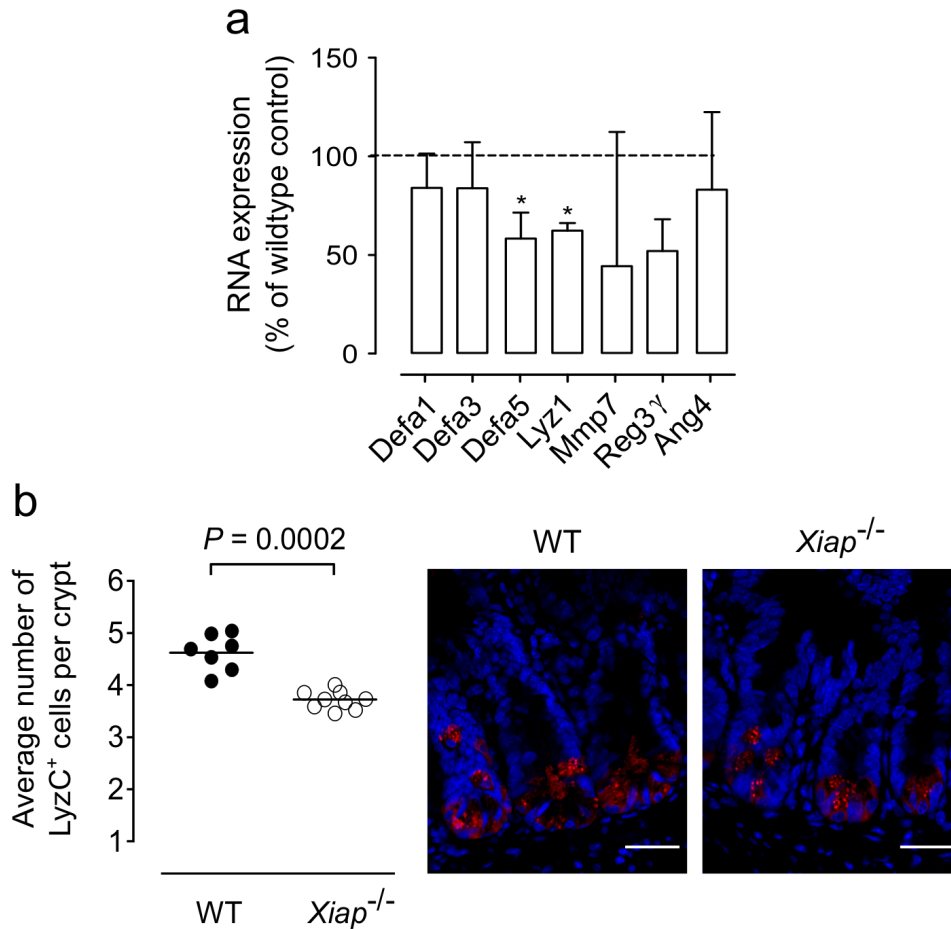 a
RNA expression
(% of wildtype control)
150
100
50
0
* *
Defa1 Defa3 Defa5 Lyz1 Mmp7 Reg3γ Ang4
b
Average number of
LyzC+ cells per crypt
P = 0.0002
6
5
4
3
2
1
WT Xiap-/-
WT Xiap-/-